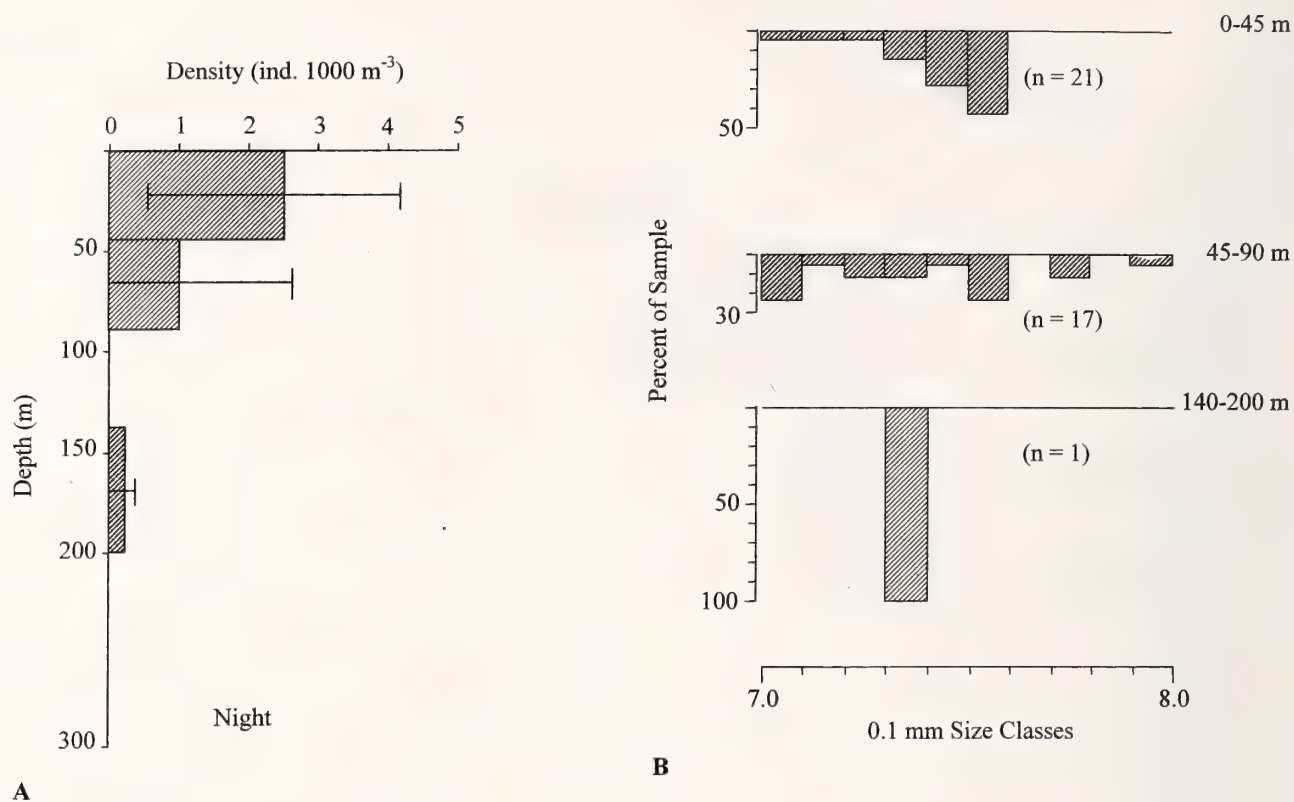 Density (ind. 1000 m-3)
0 1 2 3 4 5
50
100
150
200
300
Depth (m)
Night
A
0-45 m
(n = 21)
50
45-90 m
(n = 17)
30
140-200 m
(n = 1)
50
100
Percent of Sample
7.0 8.0
0.1 mm Size Classes
B